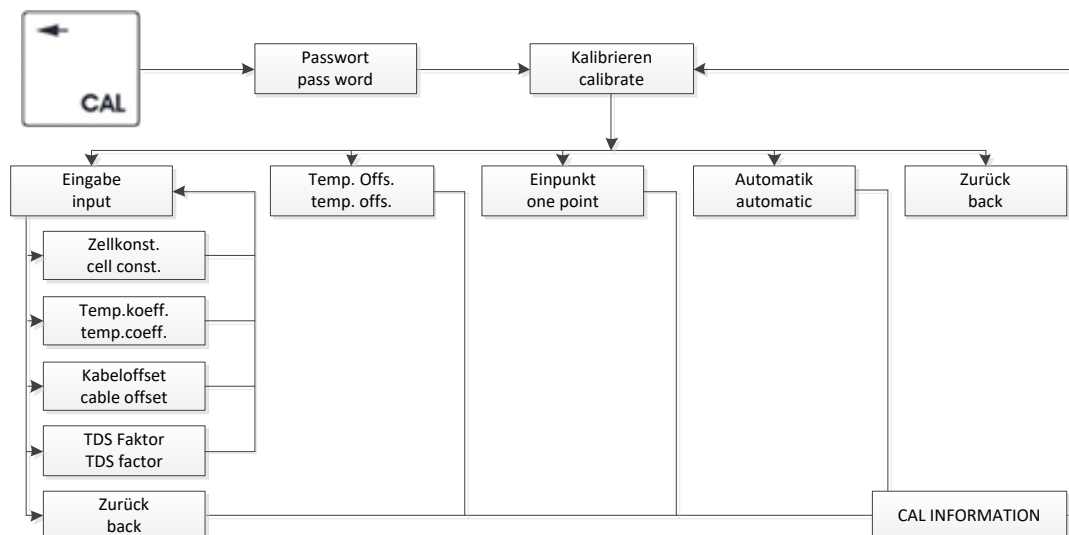 CAL
Passwort
pass word
Kalibrieren
calibrate
Eingabe
input
Temp. Offs.
temp. offs.
Einpunkt
one point
Automatik
automatic
Zurück
back
Zellkonst.
cell const.
Temp.koeff.
temp.coeff.
Kabeloffset
cable offset
TDS Faktor
TDS factor
Zurück
back
CAL INFORMATION